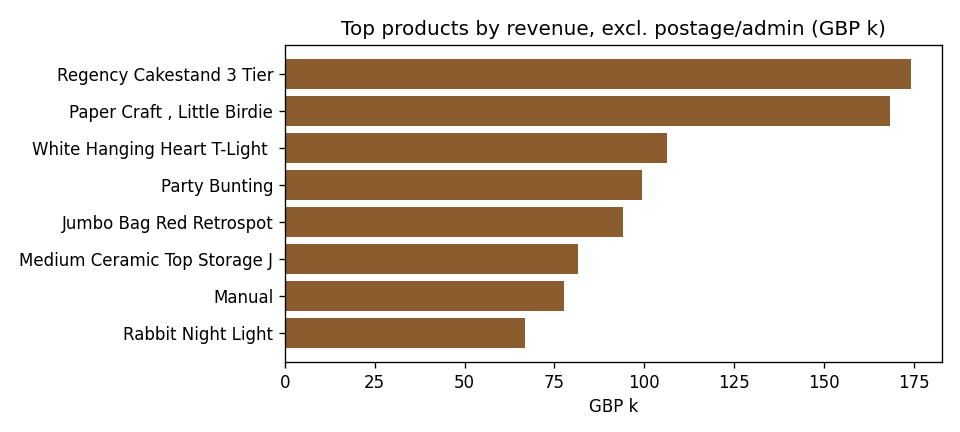 Top products by revenue, excl. postage/admin (GBP k)
Regency Cakestand 3 Tier
Paper Craft , Little Birdie
White Hanging Heart T-Light
Party Bunting
Jumbo Bag Red Retrospot
Medium Ceramic Top Storage J
Manual
Rabbit Night Light
0 25 50 75 100 125 150 175
GBP k